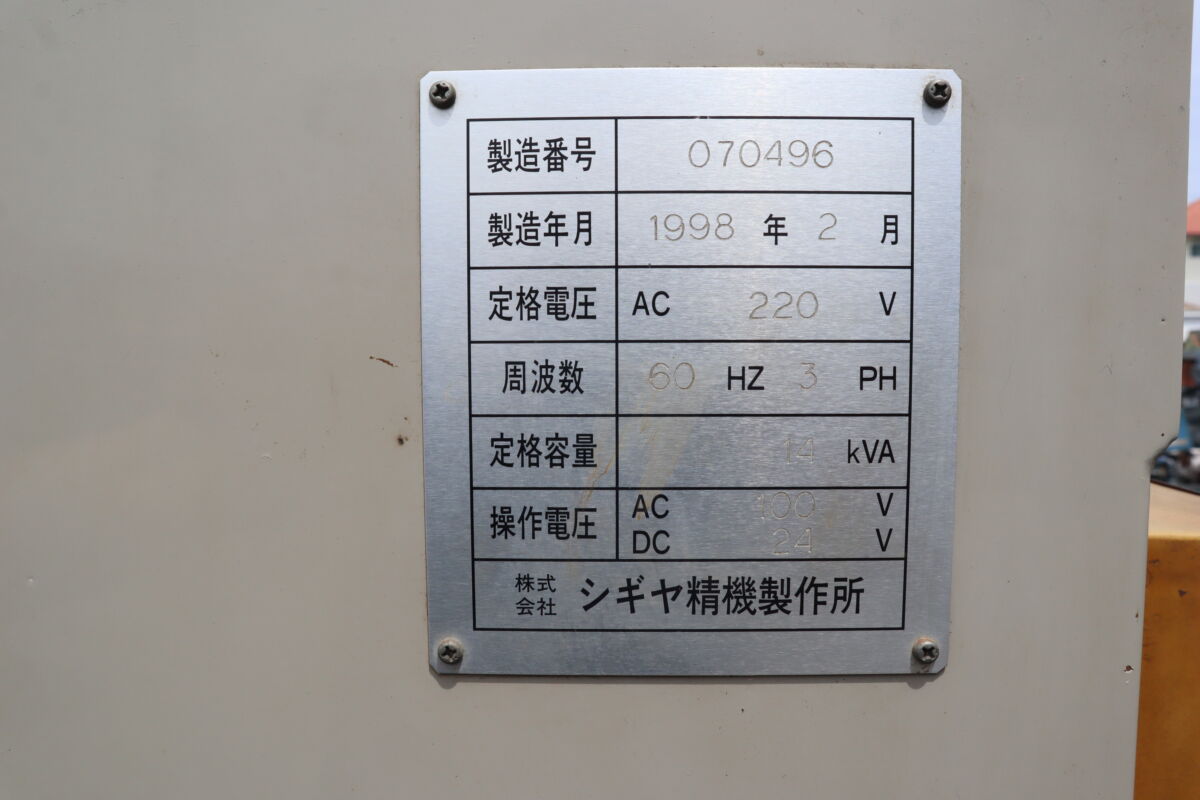 製造番号 070496
製造年月 1998 年 2 月
定格電圧 AC 220 V
周波数 60 HZ 3 PH
定格容量 14 kVA
操作電圧 AC 100 V
DC 24 V
株式会社 シギヤ精機製作所